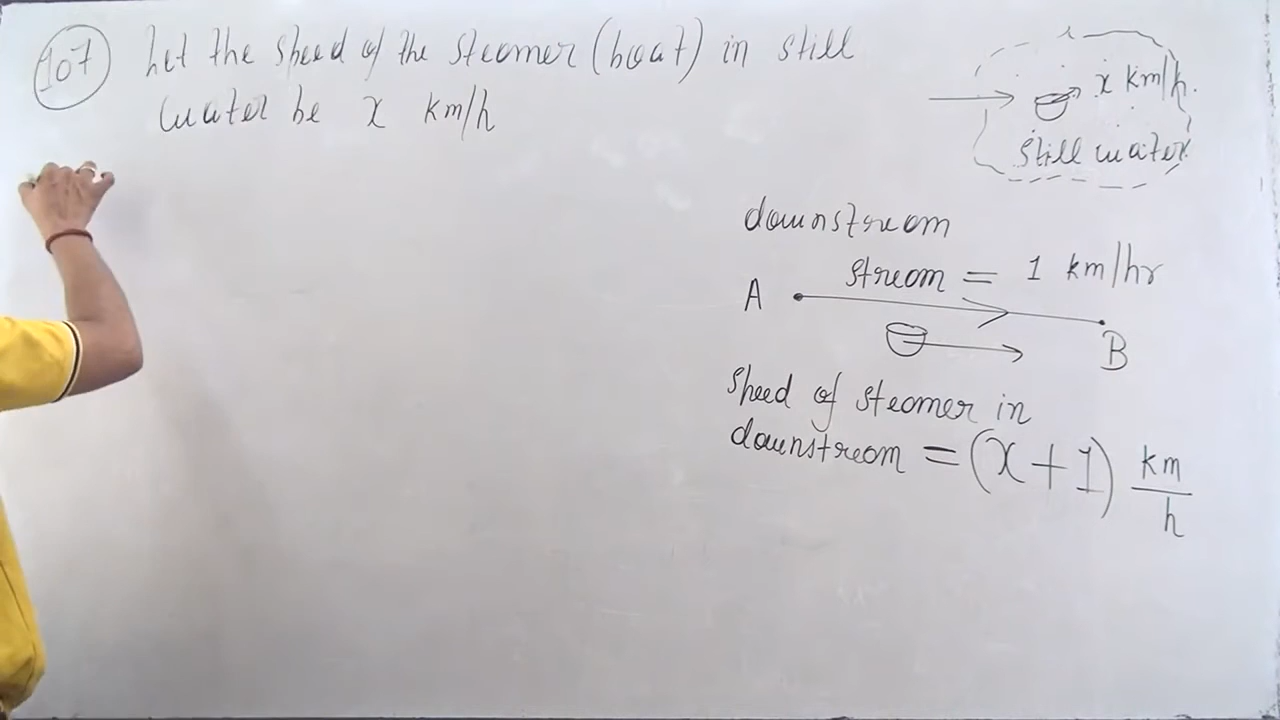 107 Let the speed of the steamer (boat) in still
water be x km/h
x km/h.
still water
downstream
stream = 1 km/hr
A
B
speed of steamer in
downstream = (x+1) km/h